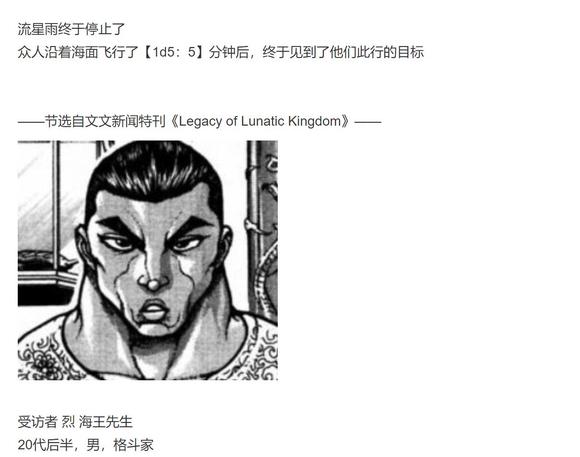 流星雨终于停止了
众人沿着海面飞行了【1d5：5】分钟后，终于见到了他们此行的目标
——节选自文文新闻特刊《Legacy of Lunatic Kingdom》——
受访者 烈 海王先生
20代后半，男，格斗家